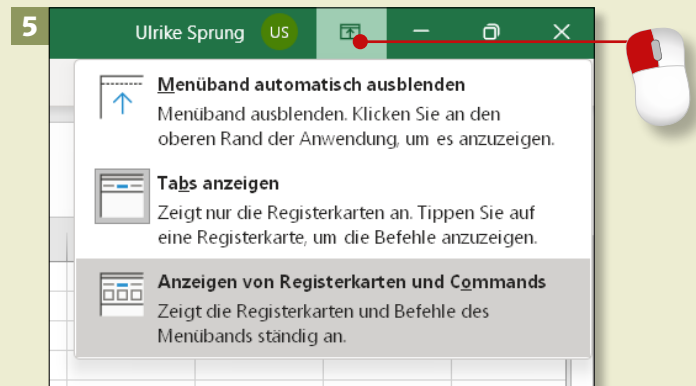 5
Ulrike Sprung US
Menüband automatisch ausblenden
Menüband ausblenden. Klicken Sie an den
oberen Rand der Anwendung, um es anzuzeigen.
Tabs anzeigen
Zeigt nur die Registerkarten an. Tippen Sie auf
eine Registerkarte, um die Befehle anzuzeigen.
Anzeigen von Registerkarten und Commands
Zeigt die Registerkarten und Befehle des
Menübands ständig an.